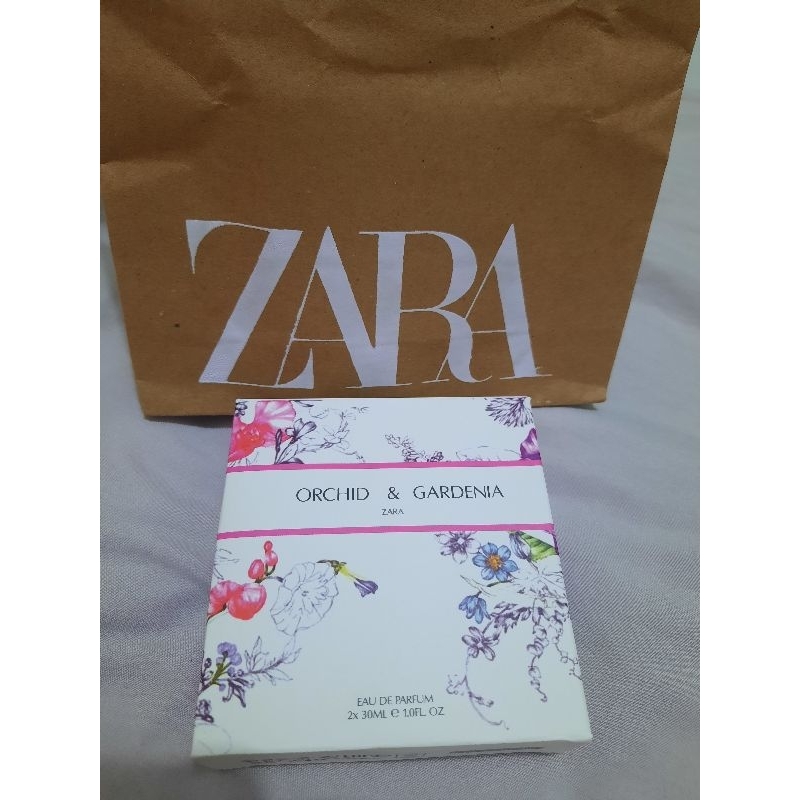 ZARA
ORCHID & GARDENIA
ZARA
EAU DE PARFUM
2x 30ML ℮ 1.0FL. OZ